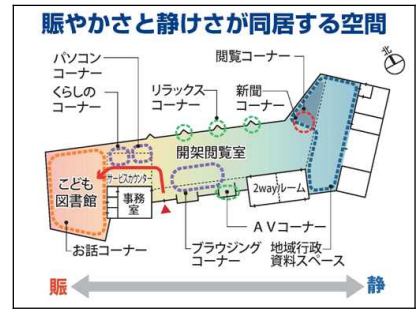 賑やかさと静けさが同居する空間
北
パソコン
コーナー
閲覧コーナー
くらしの
コーナー
リラックス
コーナー
新聞
コーナー
開架閲覧室
サービスカウンター
こども
図書館
事務
室
2wayルーム
お話コーナー
AVコーナー
ブラウジング
コーナー
地域行政
資料スペース
賑
静